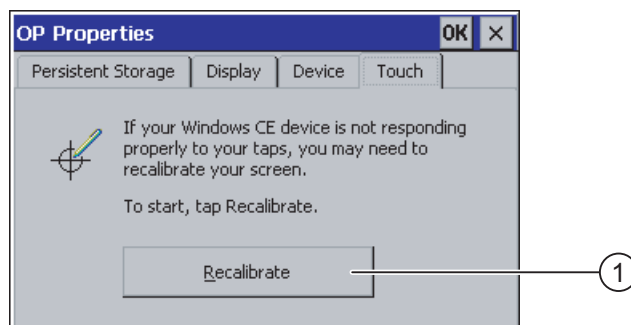 OP Properties OK ×
Persistent Storage Display Device Touch
If your Windows CE device is not responding
properly to your taps, you may need to
recalibrate your screen.
To start, tap Recalibrate.
Recalibrate 1